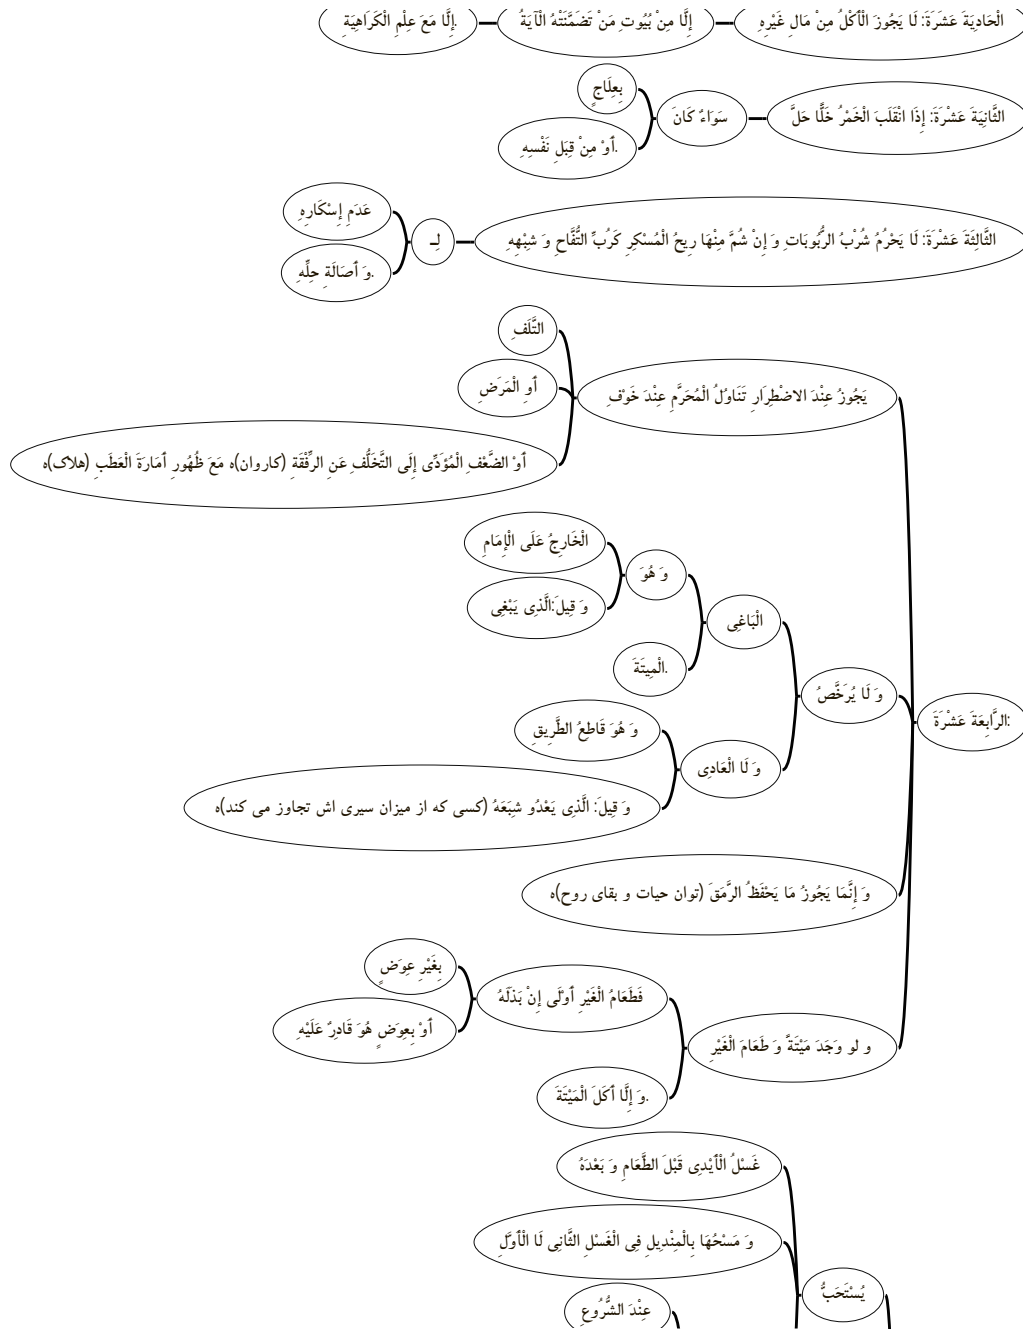 الْحَادِيَةَ عَشْرَةَ: لَا يَجُوزَ الْأَكْلُ مِنْ مَالِ غَيْرِهِ
إِلَّا مِنْ بُيُوتِ مَنْ تَضَمَّنَتْهُ الْآيَةُ
إِلَّا مَعَ عِلْمِ الْكَرَاهِيَةِ.
الثَّانِيَةَ عَشْرَةَ: إِذَا انْقَلَبَ الْخَمْرُ خَلًّا حَلَّ
سَوَاءٌ كَانَ
بِعِلَاجٍ
أَوْ مِنْ قِبَلِ نَفْسِهِ.
الثَّالِثَةَ عَشْرَةَ: لَا يَحْرُمُ شُرْبُ الرُّبُوبَاتِ وَ إِنْ شُمَّ مِنْهَا رِيحُ الْمُسْكِرِ كَرُبِّ التُّفَّاحِ وَ شِبْهِهِ
لِـ
عَدَمِ إِسْكَارِهِ
وَ أَصَالَةِ حِلِّهِ.
الرَّابِعَةَ عَشْرَةَ:
يَجُوزُ عِنْدَ الاضْطِرَارِ تَنَاوُلُ الْمُحَرَّمِ عِنْدَ خَوْفِ
التَّلَفِ
أَوِ الْمَرَضِ
أَوْ الضَّعْفِ الْمُؤَدِّی إِلَی التَّخَلُّفِ عَنِ الرِّفْقَةِ (کاروان)ه مَعَ ظُهُورِ أَمَارَةَ الْعَطَبِ (هلاک)ه
وَ لَا يُرَخَّصُ
الْبَاغِی
وَ هُوَ
الْخَارِجُ عَلَی الْإِمَامِ
وَ قِيلَ:الَّذِی يَبْغِی
الْمِيتَةَ.
وَ لَا الْعَادِی
وَ هُوَ قَاطِعُ الطَّرِيقِ
وَ قِيلَ: الَّذِی يَعْدُو شِبَعَهُ (کسی که از میزان سیری اش تجاوز می کند)ه
وَ إِنَّمَا يَجُوزُ مَا يَحْفَظُ الرَّمَقَ (توان حیات و بقای روح)ه
و لو وَجَدَ مَيْتَةً وَ طَعَامَ الْغَيْرِ
فَطَعَامُ الْغَيْرِ أَوْلَی إِنْ بَذَلَهُ
بِغَيْرِ عِوَضٍ
أَوْ بِعِوَضٍ هُوَ قَادِرٌ عَلَيْهِ
وَ إِلَّا أَكَلَ الْمَيْتَةَ.
يُسْتَحَبُّ
غَسْلُ الْأَيْدِی قَبْلَ الطَّعَامِ وَ بَعْدَهُ
وَ مَسْحُهَا بِالْمِنْدِيلِ فِی الْغَسْلِ الثَّانِی لَا الْأَوَّلِ
عِنْدَ الشُّرُوعِ